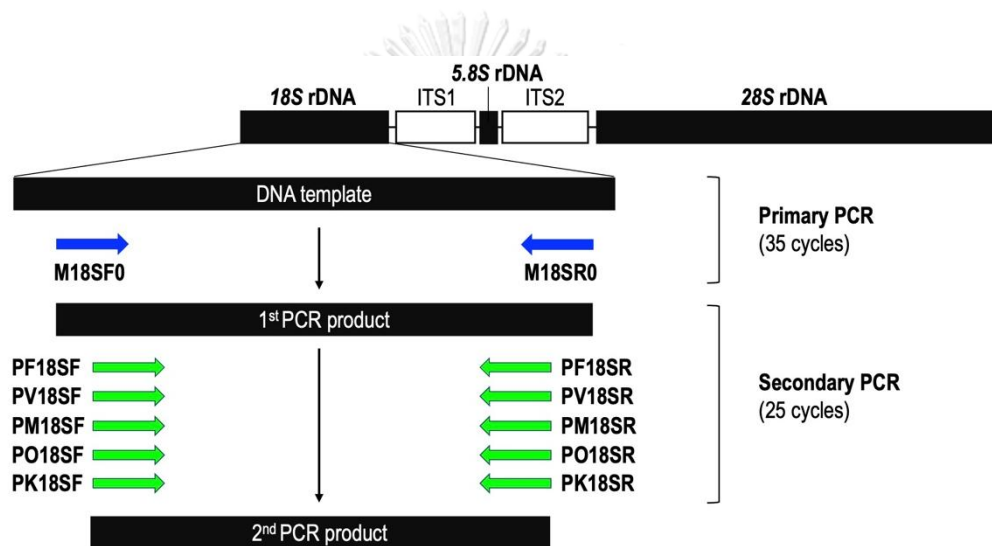 5.8S rDNA
18S rDNA
ITS1
ITS2
28S rDNA
DNA template
M18SF0
M18SR0
Primary PCR
(35 cycles)
1st PCR product
PF18SF
PV18SF
PM18SF
PO18SF
PK18SF
PF18SR
PV18SR
PM18SR
PO18SR
PK18SR
Secondary PCR
(25 cycles)
2nd PCR product